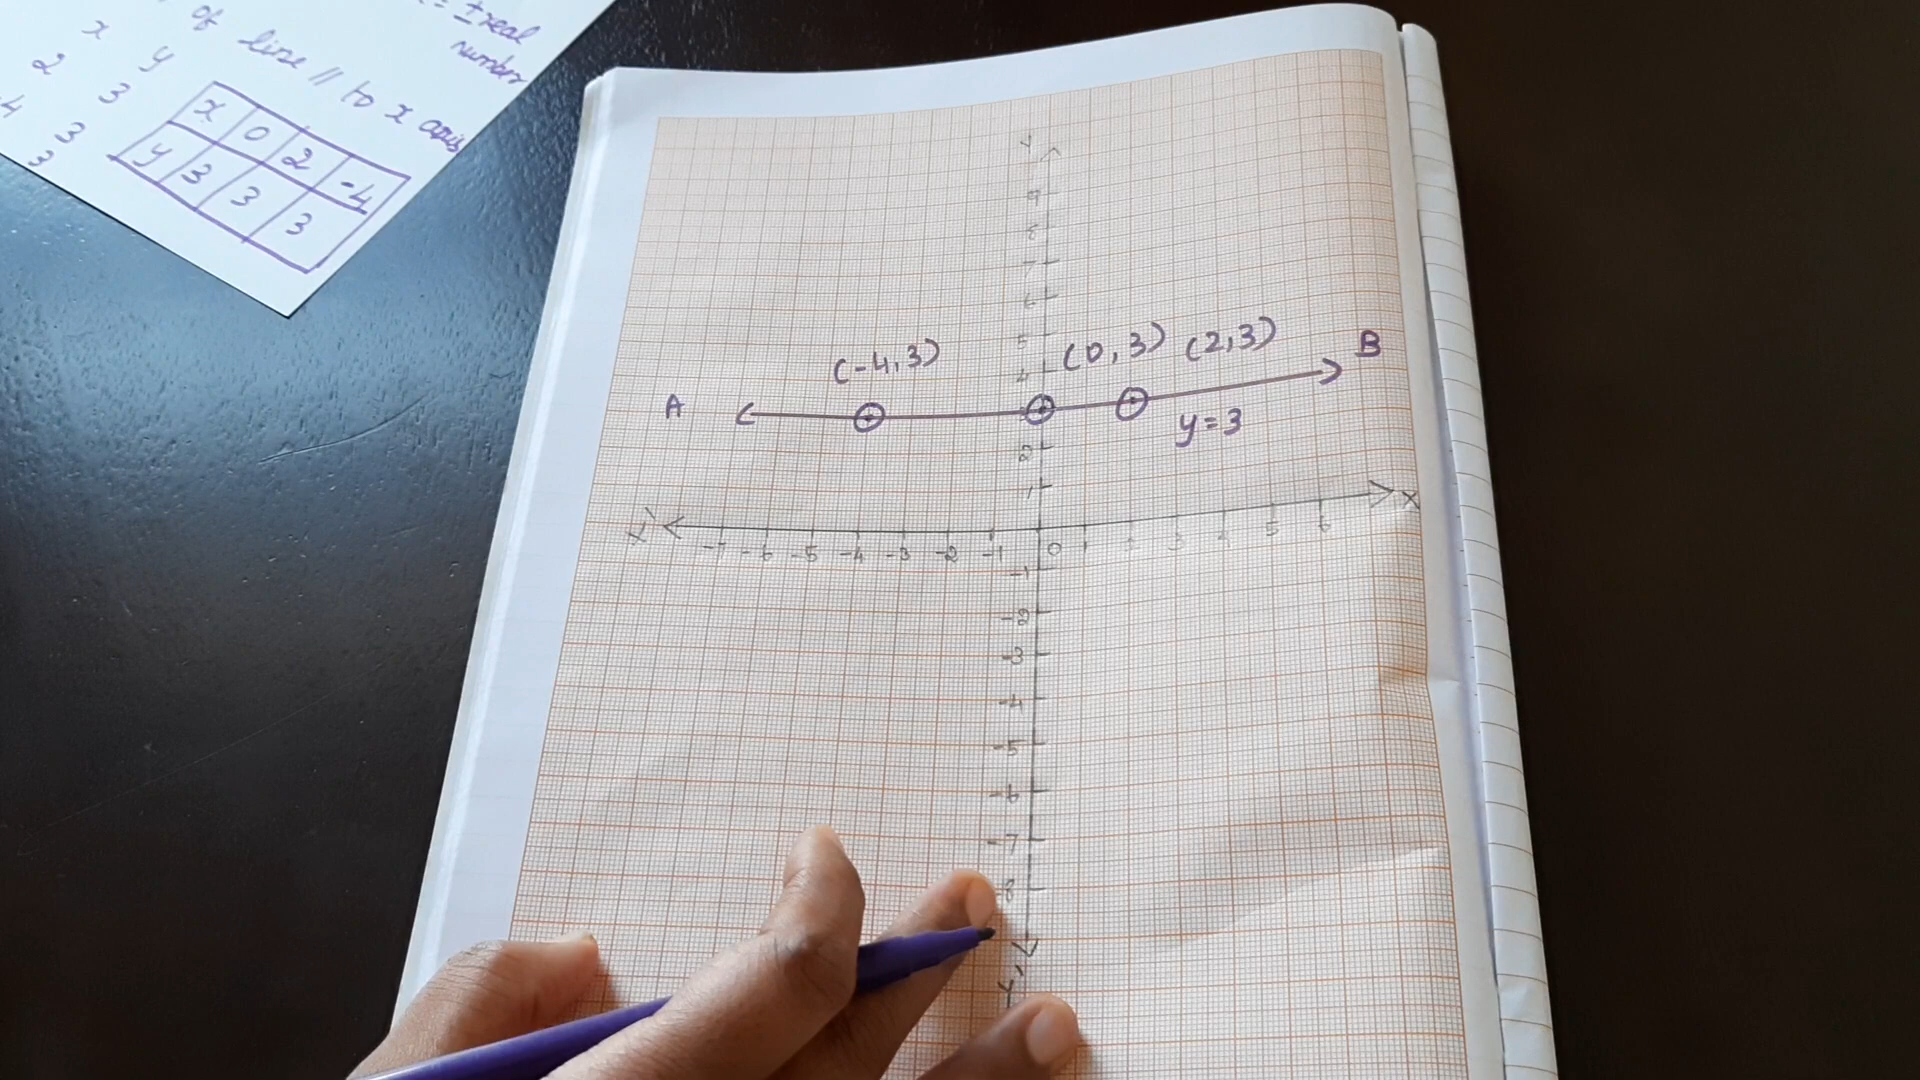 = ± real
number
of line // to x axis
x y
2 3
-4 3
3
x 0 2 -4
y 3 3 3
Y
9
8
7
6
5
4
(-4,3) (0,3) (2,3) B
A
y=3
2
1
X' -7 -6 -5 -4 -3 -2 -1 0 1 2 3 4 5 6 X
-1
-2
-3
-4
-5
-6
-7
-8
Y'